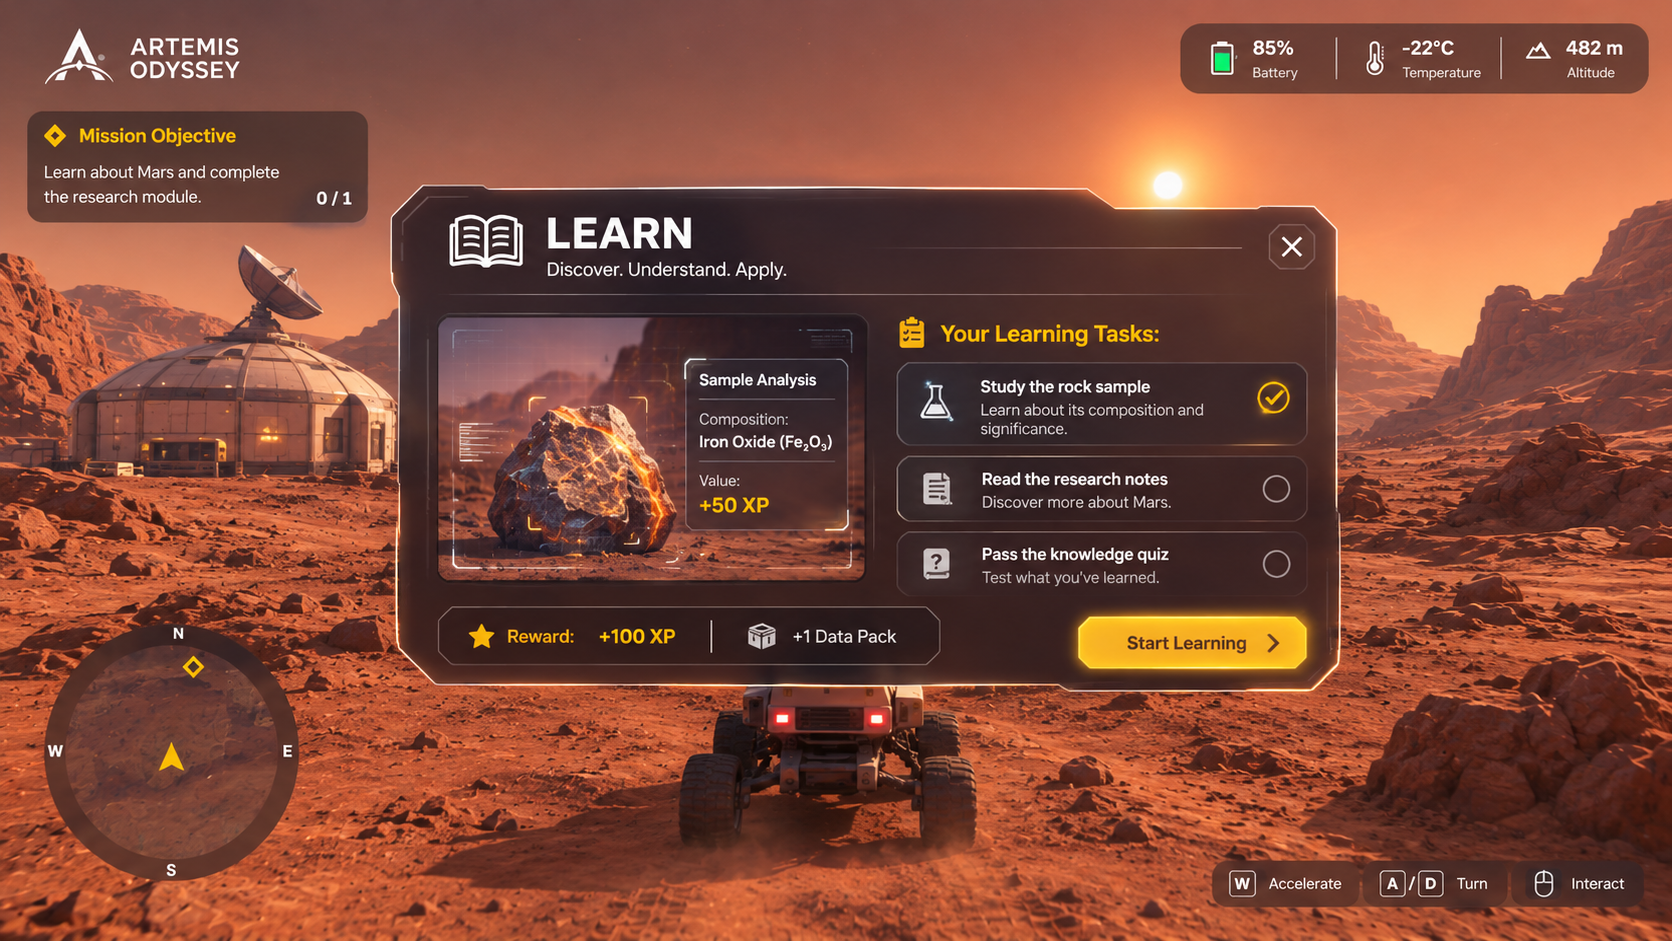 ARTEMIS
ODYSSEY
85%
Battery
-22°C
Temperature
482 m
Altitude
Mission Objective
Learn about Mars and complete
the research module.
0 / 1
LEARN
Discover. Understand. Apply.
Sample Analysis
Composition:
Iron Oxide (Fe₂O₃)
Value:
+50 XP
Your Learning Tasks:
Study the rock sample
Learn about its composition and
significance.
Read the research notes
Discover more about Mars.
Pass the knowledge quiz
Test what you've learned.
Reward: +100 XP
+1 Data Pack
Start Learning
N
W
E
S
W Accelerate
A / D Turn
Interact